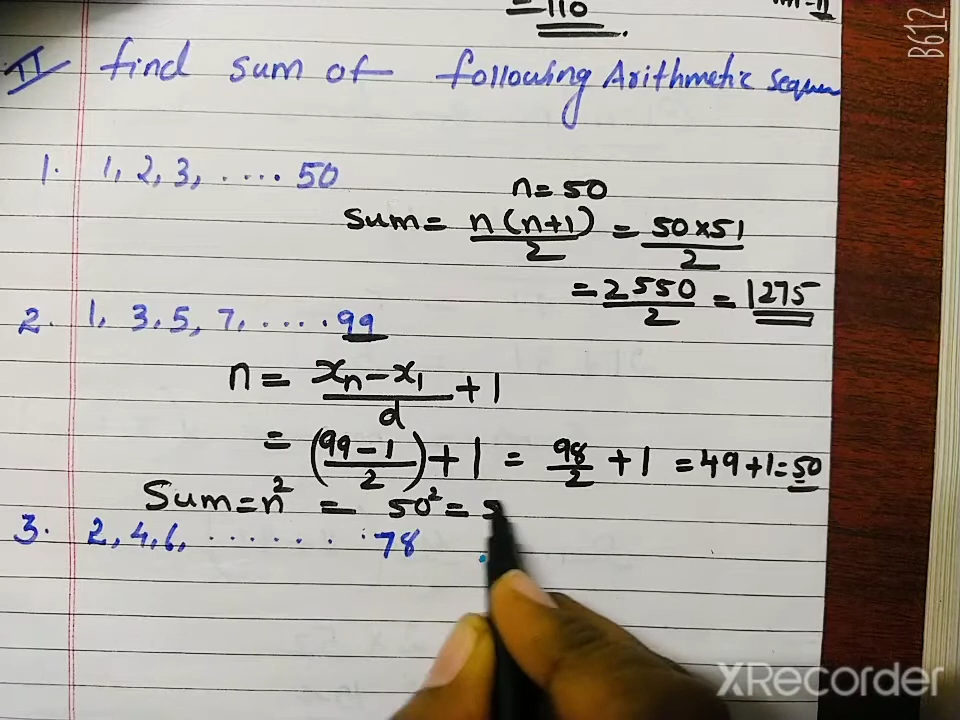 = 110
B612
II find sum of following Arithmetic
1. 1, 2, 3, .... 50
n = 50
Sum = n(n+1)/2 = 50×51/2
= 2550/2 = 1275
2. 1, 3, 5, 7, ..... 99
n = xn - x1/d + 1
= (99-1/2) + 1 = 98/2 + 1 = 49+1 = 50
Sum = n² = 50² =
3. 2, 4, 6, ....... 78
XRecorder